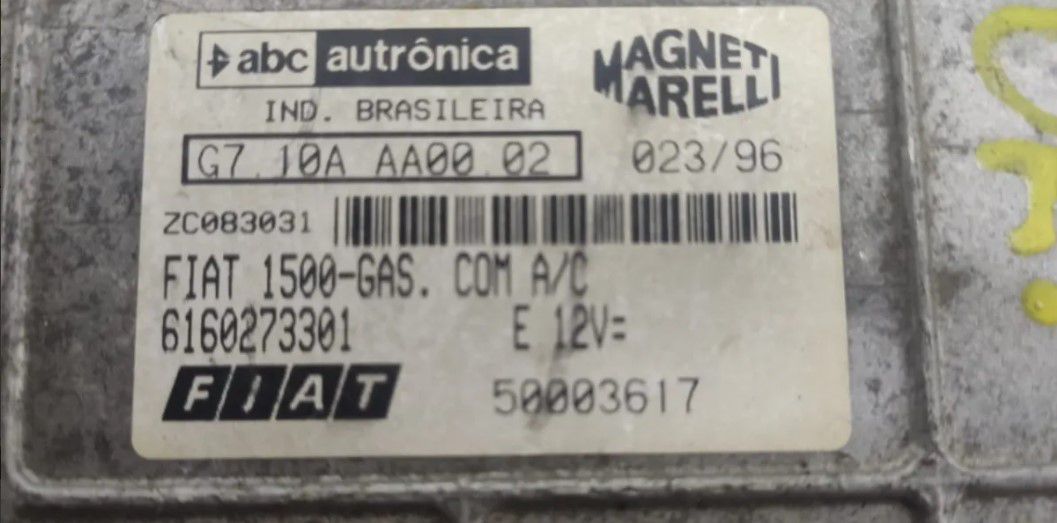 abc autrônica
MAGNETI MARELLI
IND. BRASILEIRA
G7.10A AA00.02 023/96
ZC083031
FIAT 1500-GAS. COM A/C
6160273301 E 12V=
FIAT 50003617